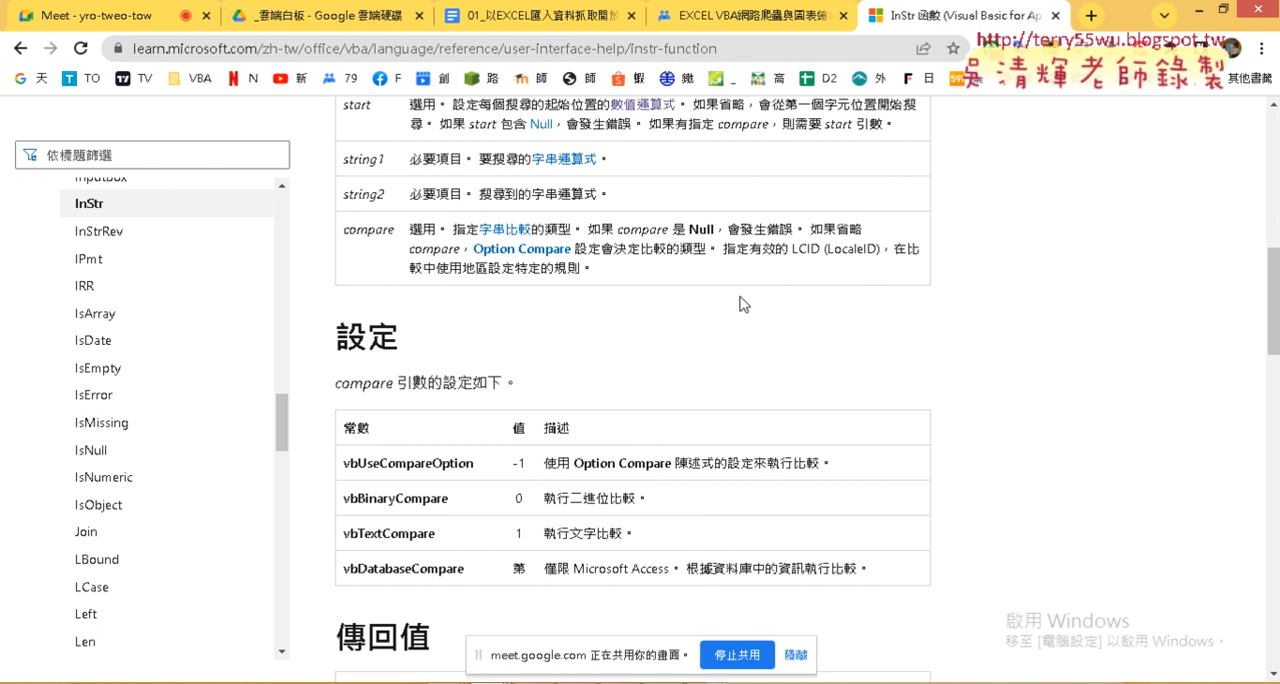 Meet - yro-tweo-tow
_雲端白板 - Google 雲端硬碟
01_以EXCEL匯入資料抓取開放
EXCEL VBA網路爬蟲與圖表錦
InStr 函數 (Visual Basic for Ap
learn.microsoft.com/zh-tw/office/vba/language/reference/user-interface-help/instr-function
http://terry55wu.blogspot.tw
吳清輝老師錄製
天 TO TV VBA N 新 79 F 創 路 師 師 蝦 高 D2 外 日 其他書籤
依標題篩選
InputBox
InStr
InStrRev
IPmt
IRR
IsArray
IsDate
IsEmpty
IsError
IsMissing
IsNull
IsNumeric
IsObject
Join
LBound
LCase
Left
Len
start 選用。 設定每個搜尋的起始位置的數值運算式。 如果省略，會從第一個字元位置開始搜
尋。 如果 start 包含 Null，會發生錯誤。 如果有指定 compare，則需要 start 引數。
string1 必要項目。 要搜尋的字串運算式。
string2 必要項目。 搜尋到的字串運算式。
compare 選用。 指定字串比較的類型。 如果 compare 是 Null，會發生錯誤。 如果省略
compare，Option Compare 設定會決定比較的類型。 指定有效的 LCID (LocaleID)，在比
較中使用地區設定特定的規則。
設定
compare 引數的設定如下。
常數 值 描述
vbUseCompareOption -1 使用 Option Compare 陳述式的設定來執行比較。
vbBinaryCompare 0 執行二進位比較。
vbTextCompare 1 執行文字比較。
vbDatabaseCompare 第 僅限 Microsoft Access。 根據資料庫中的資訊執行比較。
傳回值
meet.google.com 正在共用你的畫面。 停止共用 隱藏
啟用 Windows
移至 [電腦設定] 以啟用 Windows。